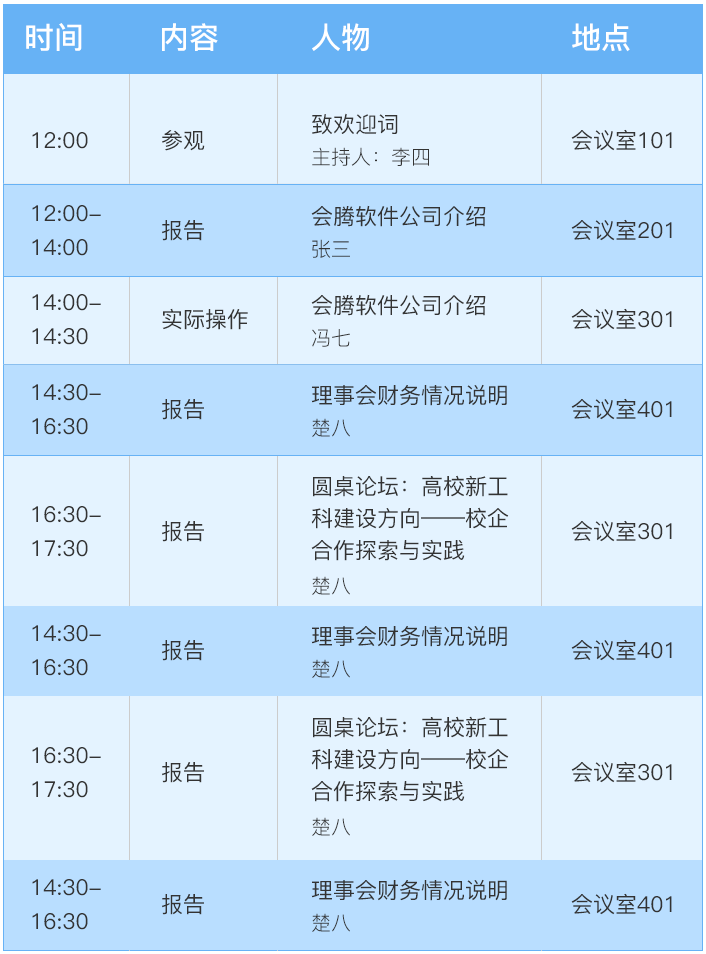 时间 内容 人物 地点
12:00 参观 致欢迎词 会议室101
主持人：李四
12:00–
14:00
报告
会腾软件公司介绍
张三
会议室201
14:00–
14:30
实际操作
会腾软件公司介绍
冯七
会议室301
14:30–
16:30
报告
理事会财务情况说明
楚八
会议室401
16:30–
17:30
报告
圆桌论坛：高校新工
科建设方向——校企
合作探索与实践
楚八
会议室301
14:30–
16:30
报告
理事会财务情况说明
楚八
会议室401
16:30–
17:30
报告
圆桌论坛：高校新工
科建设方向——校企
合作探索与实践
楚八
会议室301
14:30–
16:30
报告
理事会财务情况说明
楚八
会议室401